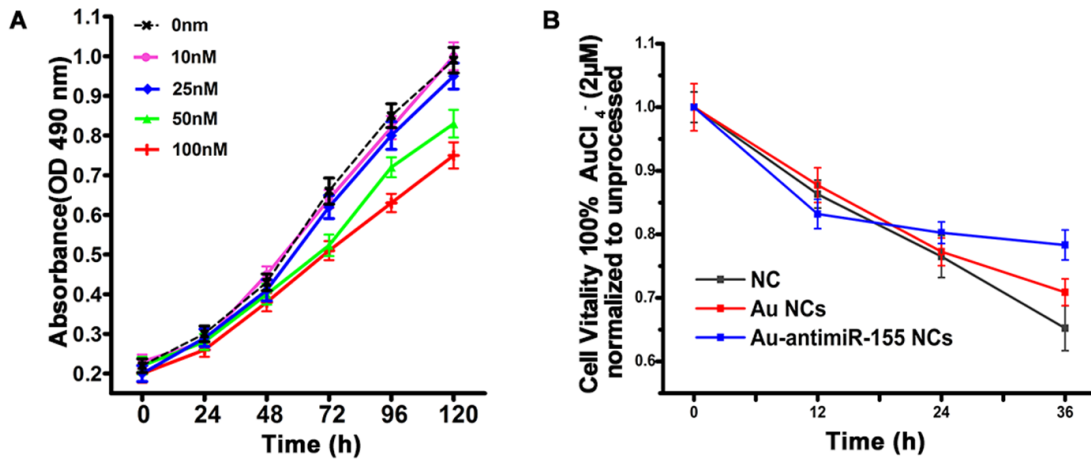 A
Absorbance(OD 490 nm)
1.1
1.0
0.9
0.8
0.7
0.6
0.5
0.4
0.3
0.2
0nm
10nM
25nM
50nM
100nM
0 24 48 72 96 120
Time (h)
B
Cell Vitality 100% AuCl4- (2μM)
normalized to unprocessed
1.1
1.0
0.9
0.8
0.7
0.6
NC
Au NCs
Au-antimiR-155 NCs
0 12 24 36
Time (h)